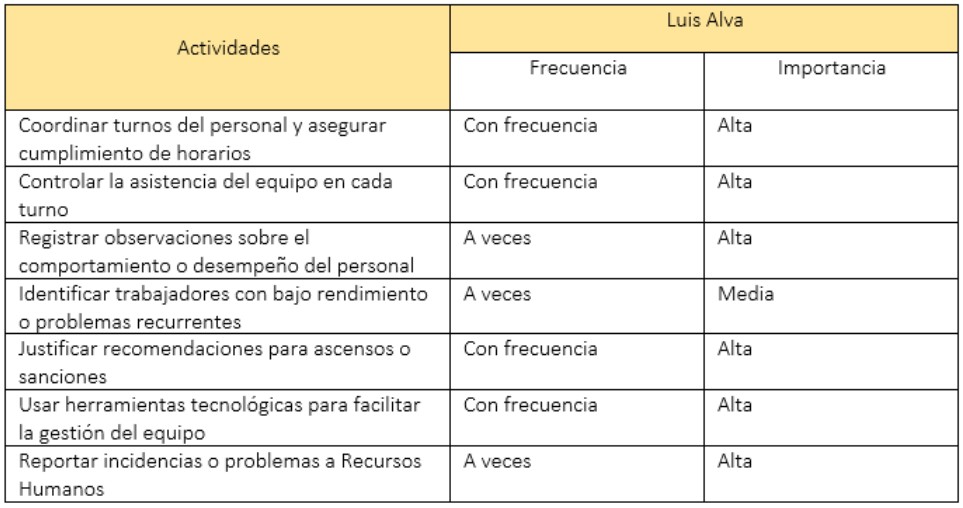 Actividades
Luis Alva
Frecuencia
Importancia
Coordinar turnos del personal y asegurar
cumplimiento de horarios
Con frecuencia
Alta
Controlar la asistencia del equipo en cada
turno
Con frecuencia
Alta
Registrar observaciones sobre el
comportamiento o desempeño del personal
A veces
Alta
Identificar trabajadores con bajo rendimiento
o problemas recurrentes
A veces
Media
Justificar recomendaciones para ascensos o
sanciones
Con frecuencia
Alta
Usar herramientas tecnológicas para facilitar
la gestión del equipo
Con frecuencia
Alta
Reportar incidencias o problemas a Recursos
Humanos
A veces
Alta